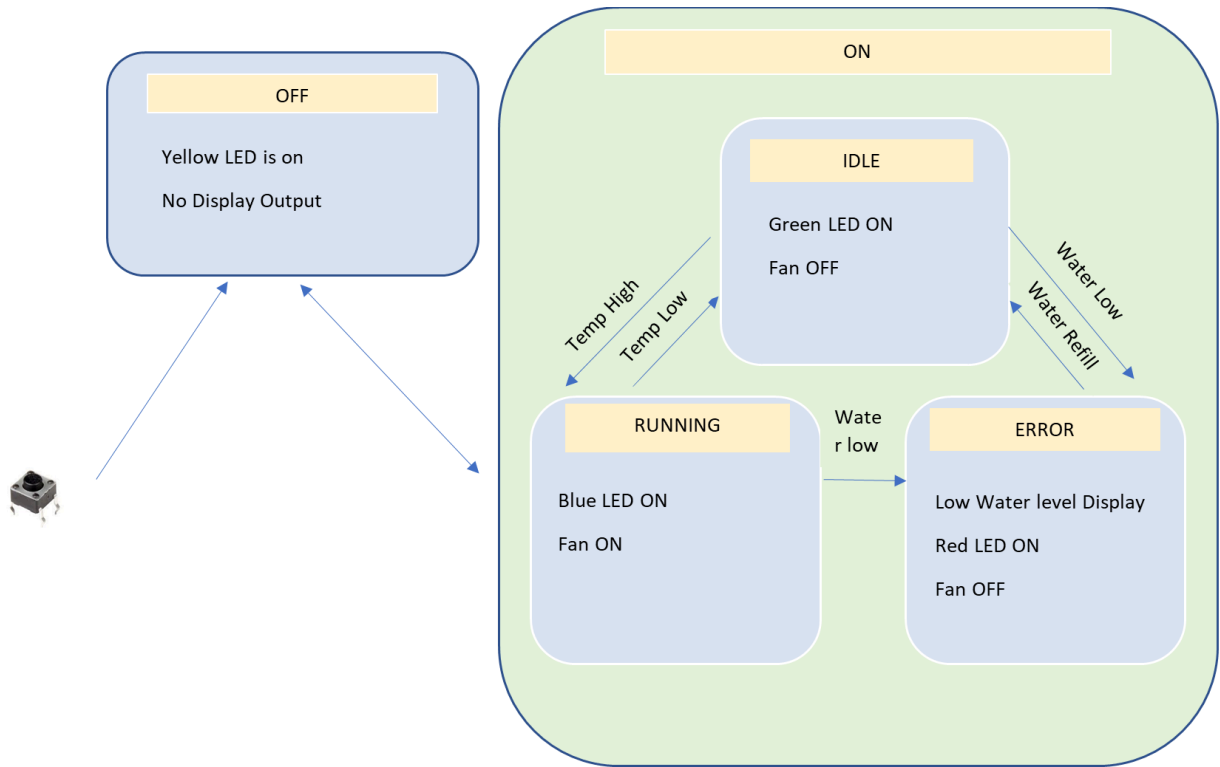 ON
OFF
Yellow LED is on
No Display Output
IDLE
Green LED ON
Fan OFF
Temp High
Temp Low
Water Low
Water Refill
RUNNING
Blue LED ON
Fan ON
Wate
r low
ERROR
Low Water level Display
Red LED ON
Fan OFF